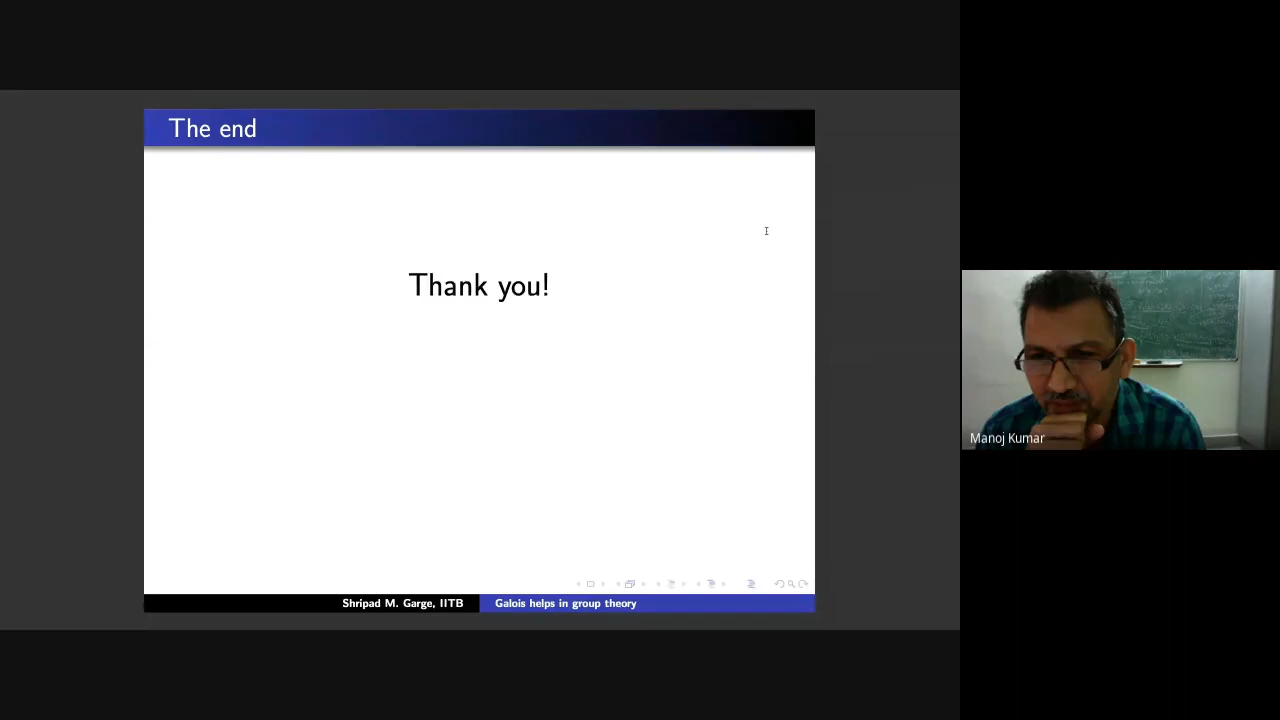 The end
Thank you!
Shripad M. Garge, IITB
Galois helps in group theory
Manoj Kumar